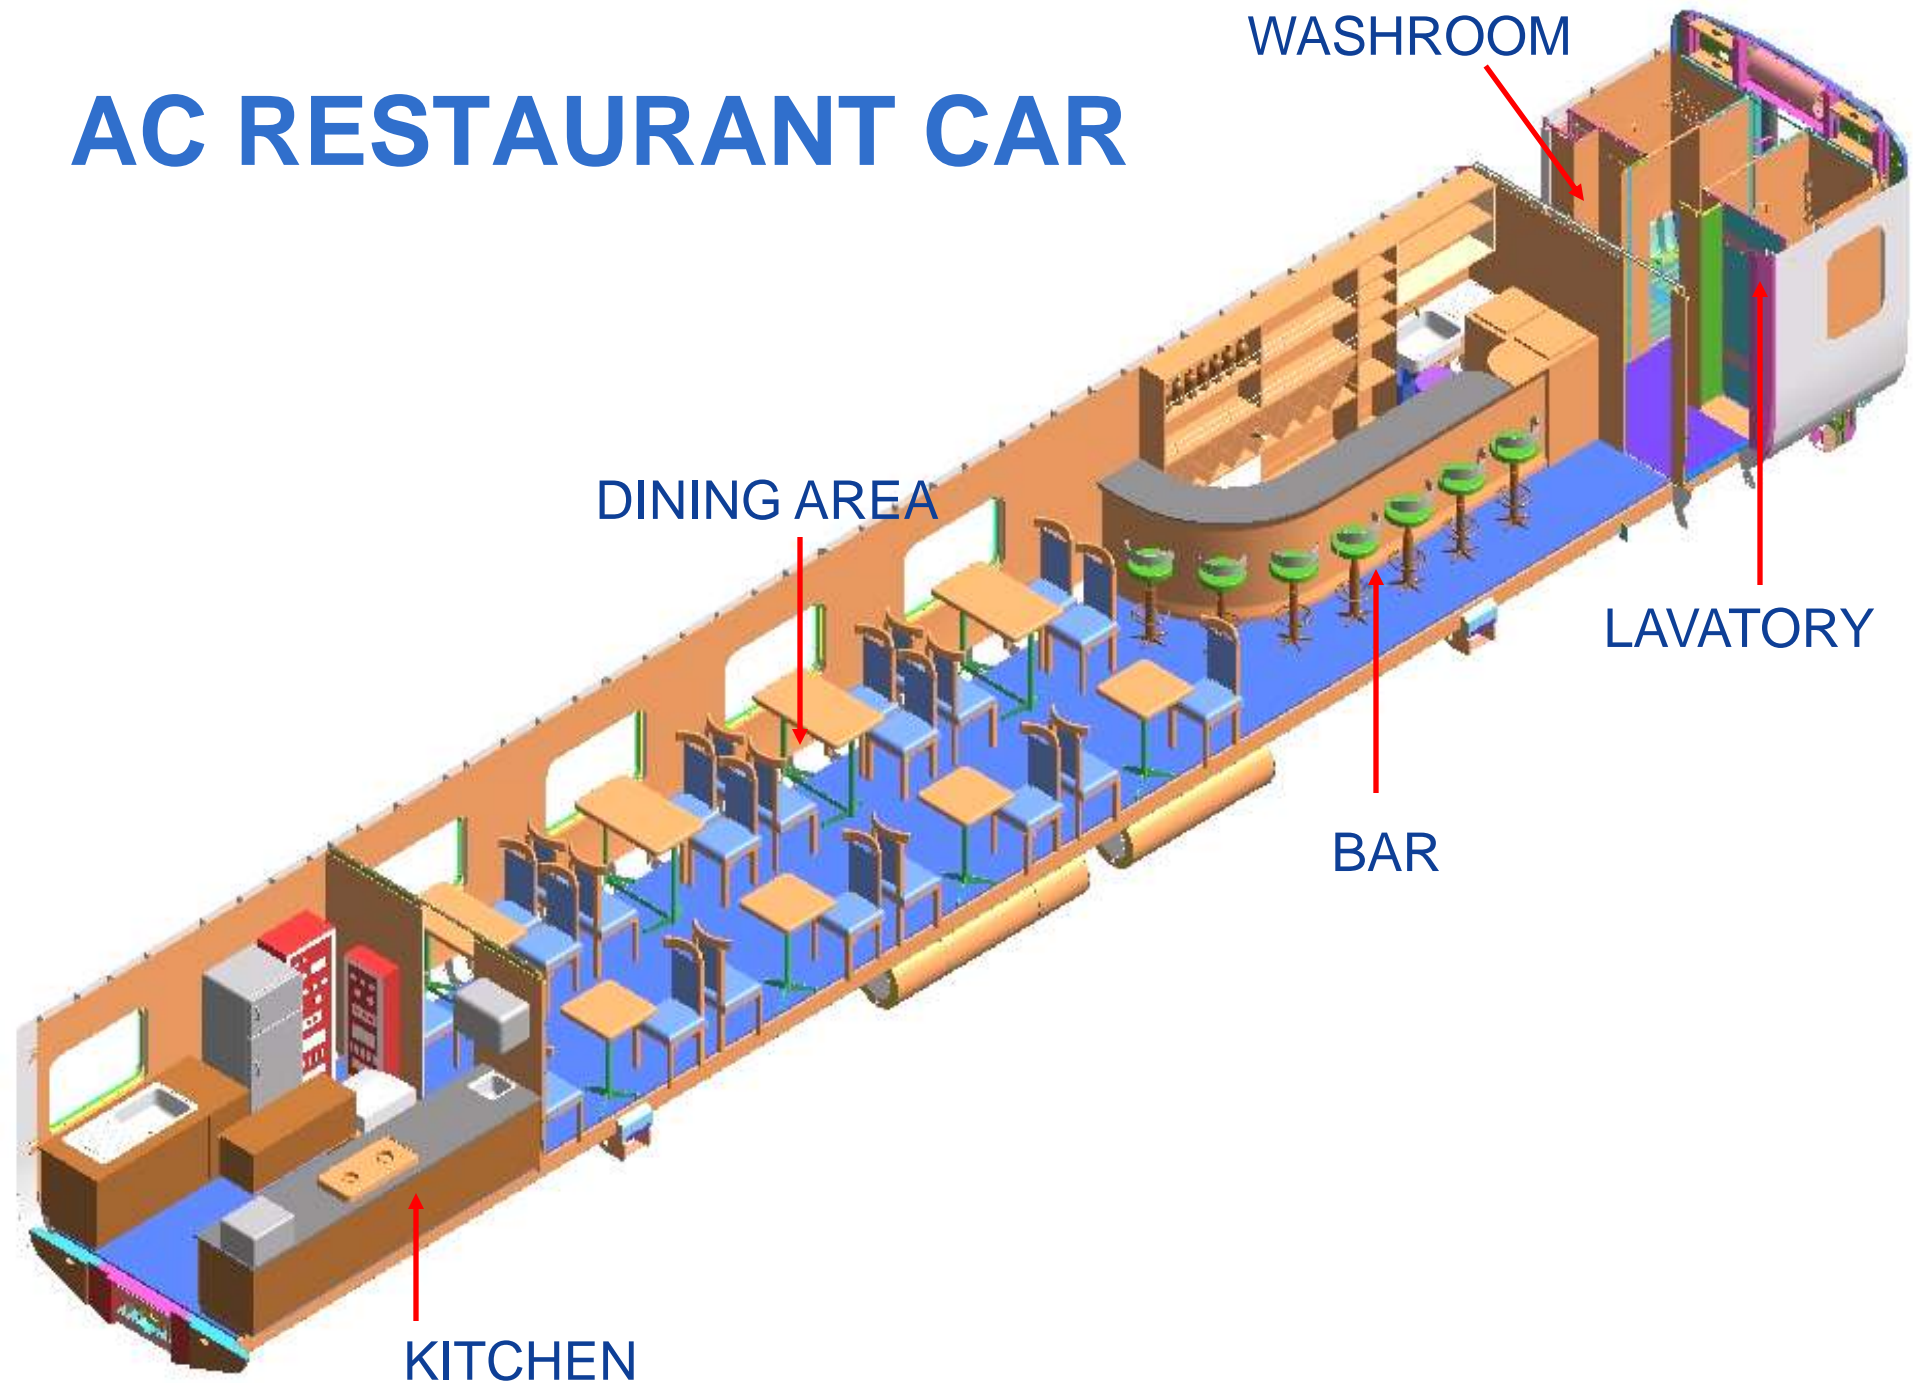 WASHROOM
AC RESTAURANT CAR
DINING AREA
LAVATORY
BAR
KITCHEN